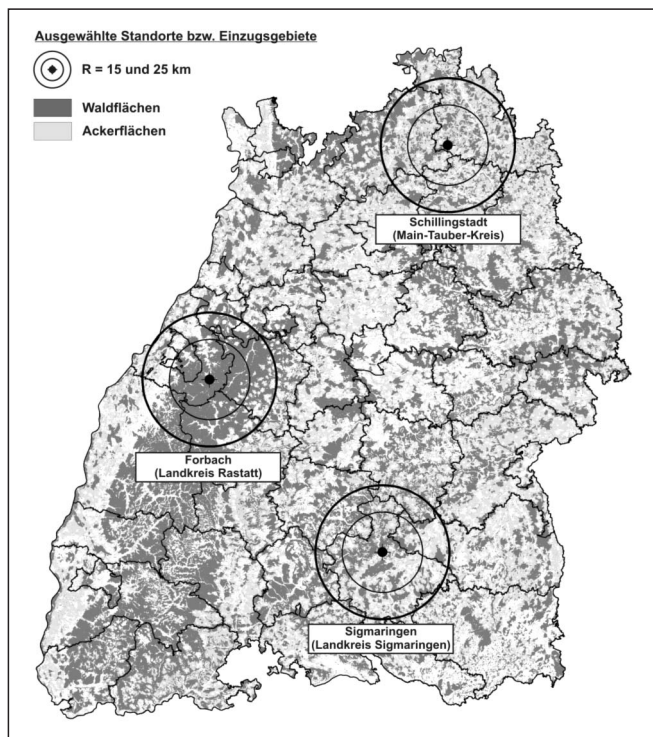 Ausgewählte Standorte bzw. Einzugsgebiete
R = 15 und 25 km
Waldflächen
Ackerflächen
Schillingstadt
(Main-Tauber-Kreis)
Forbach
(Landkreis Rastatt)
Sigmaringen
(Landkreis Sigmaringen)